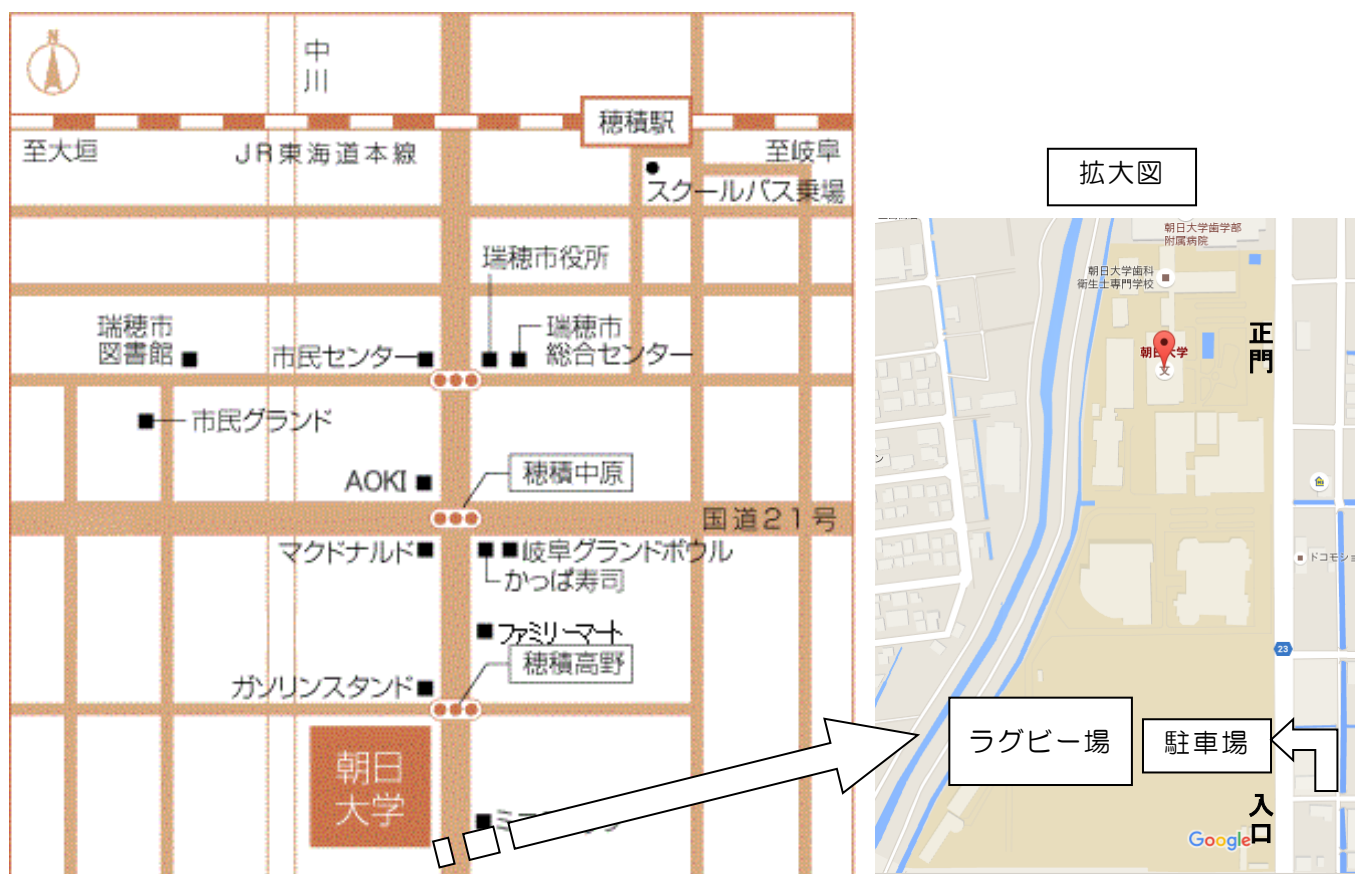 N
中
川
穂積駅
至大垣
JR東海道本線
至岐阜
スクールバス乗場
瑞穂市役所
瑞穂市
図書館
市民センター
瑞穂市
総合センター
市民グランド
AOKI
穂積中原
国道21号
マクドナルド
岐阜グランドボウル
かっぱ寿司
ファミリーマート
穂積高野
ガソリンスタンド
朝日
大学
拡大図
朝日大学歯学部
附属病院
朝日大学歯科
衛生士専門学校
正門
朝日大学
文
ン
ドコモショ
23
ラグビー場
駐車場
入口
Google